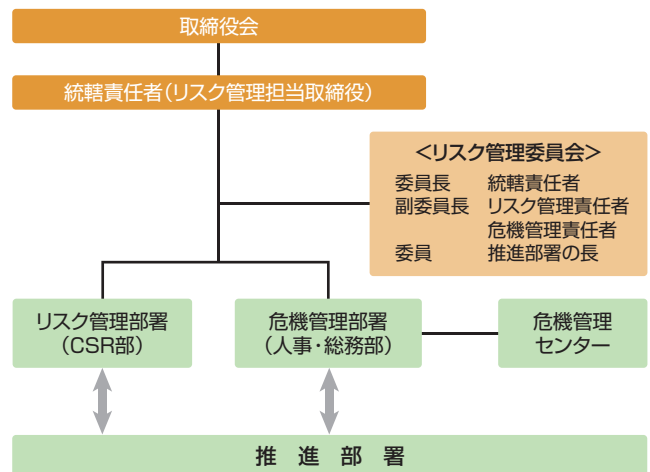 取締役会
統轄責任者(リスク管理担当取締役)
<リスク管理委員会>
委員長 統轄責任者
副委員長 リスク管理責任者
危機管理責任者
委員 推進部署の長
リスク管理部署
(CSR部)
危機管理部署
(人事・総務部)
危機管理
センター
推進部署